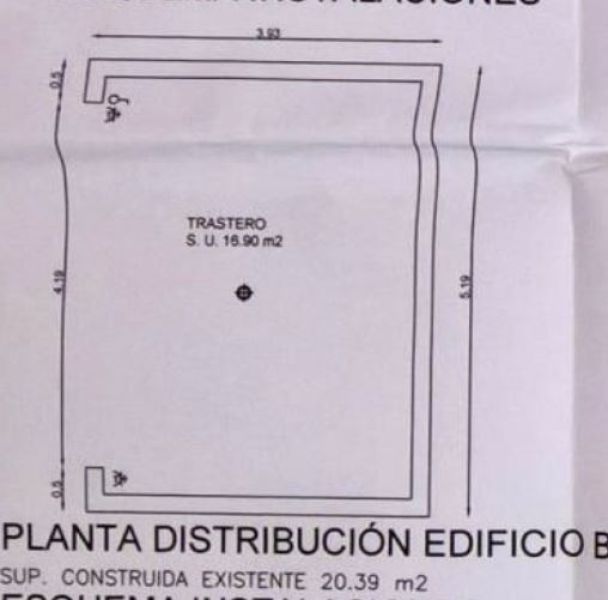 3.93
0.5
TRASTERO
S. U. 16.90 m2
4.19
5.19
0.5
PLANTA DISTRIBUCIÓN EDIFICIO B
SUP. CONSTRUIDA EXISTENTE 20.39 m2